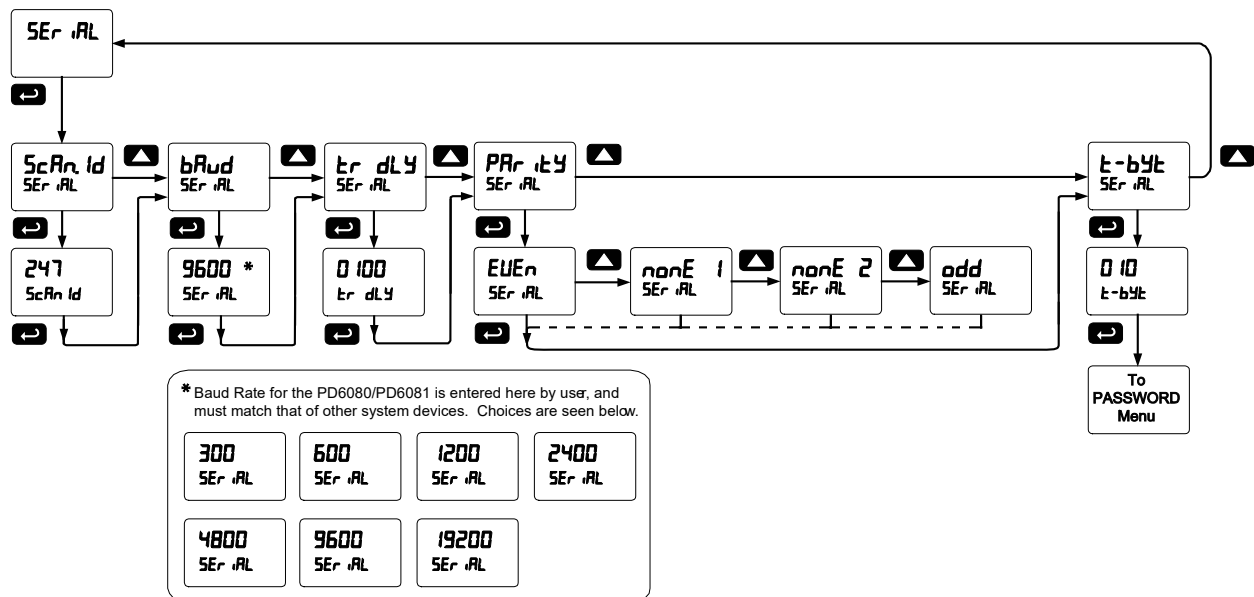 SEr iAL
ScAn.Id
SEr iAL
bAud
SEr iAL
tr dLY
SEr iAL
PAr itY
SEr iAL
t-bYt
SEr iAL
247
ScAn Id
9600 *
SEr iAL
0 100
tr dLY
EUEn
SEr iAL
nonE 1
SEr iAL
nonE 2
SEr iAL
odd
SEr iAL
0 10
t-bYt
To
PASSWORD
Menu
* Baud Rate for the PD6080/PD6081 is entered here by user, and
must match that of other system devices. Choices are seen below.
300
SEr iAL
600
SEr iAL
1200
SEr iAL
2400
SEr iAL
4800
SEr iAL
9600
SEr iAL
19200
SEr iAL